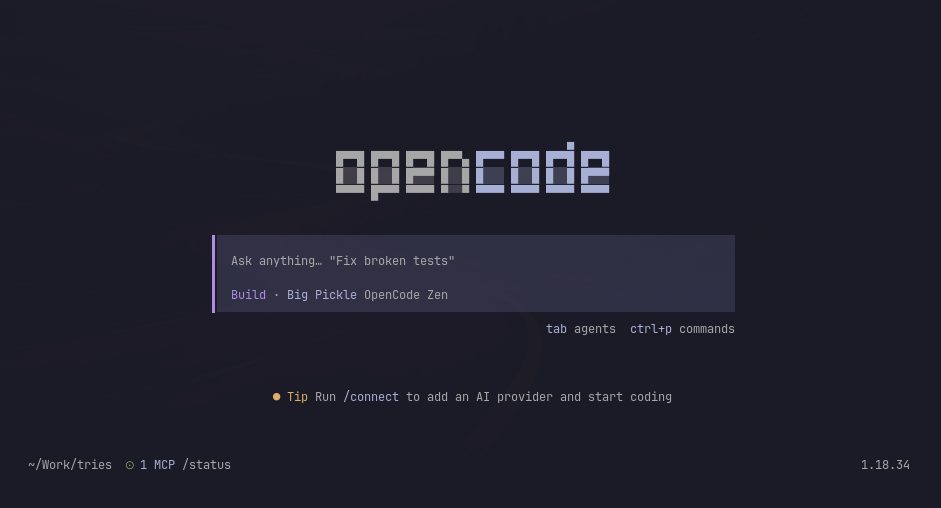 opencode
Ask anything… "Fix broken tests"
Build · Big Pickle OpenCode Zen
tab agents  ctrl+p commands
● Tip Run /connect to add an AI provider and start coding
~/Work/tries  ⊙ 1 MCP /status  1.18.34